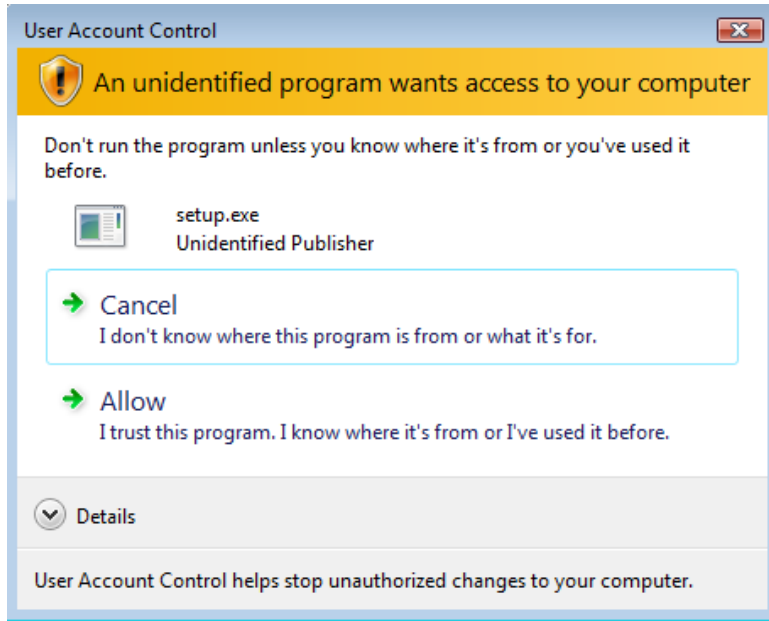 User Account Control
An unidentified program wants access to your computer
Don't run the program unless you know where it's from or you've used it
before.
setup.exe
Unidentified Publisher
Cancel
I don't know where this program is from or what it's for.
Allow
I trust this program. I know where it's from or I've used it before.
Details
User Account Control helps stop unauthorized changes to your computer.